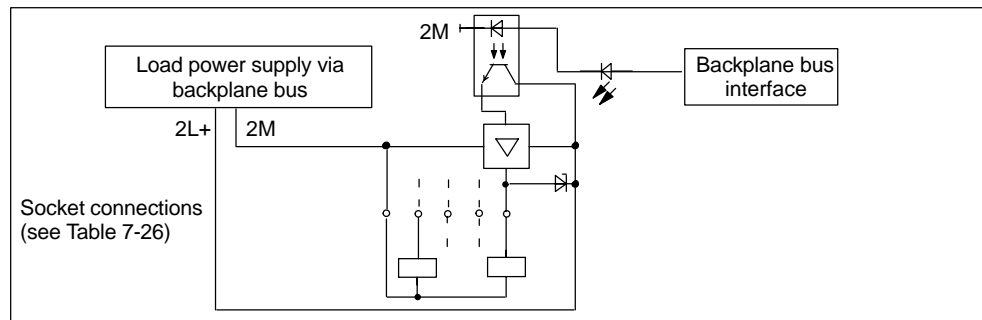 2M
Load power supply via
backplane bus
Backplane bus
interface
2L+
2M
Socket connections
(see Table 7-26)